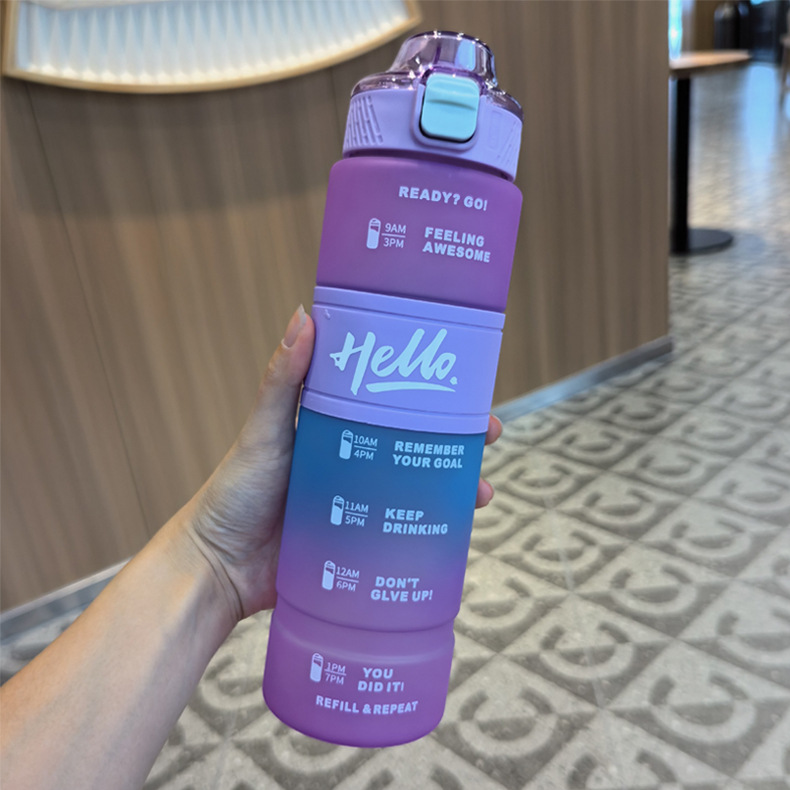 READY? GO!
9AM
3PM
FEELING
AWESOME
Hello
10AM
4PM
REMEMBER
YOUR GOAL
11AM
5PM
KEEP
DRINKING
12AM
6PM
DON'T
GLVE UP!
1PM
7PM
YOU
DID IT!
REFILL & REPEAT